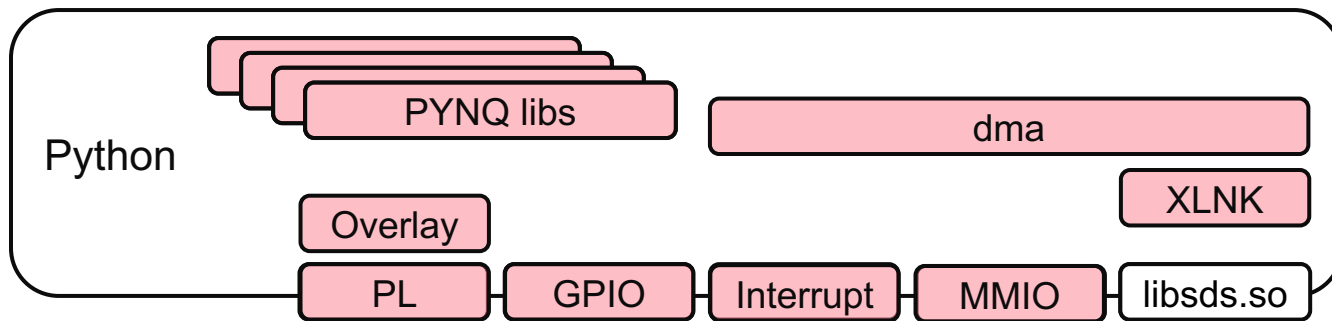 PYNQ libs
dma
Python
XLNK
Overlay
PL
GPIO
Interrupt
MMIO
libsds.so